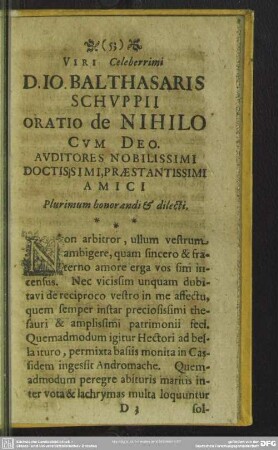 (53)
VIRI Celeberrimi
D. IO. BALTHASARIS
SCHVPPII
ORATIO de NIHILO
CVM DEO.
AVDITORES NOBILISSIMI
DOCTISSIMI, PRÆSTANTISSIMI
AMICI
Plurimum honorandi & dilecti.
* * *
Non arbitror, ullum vestrum
ambigere, quam sincero & fra-
terno amore erga vos sim in-
census. Nec vicissim unquam dubi-
tavi de reciproco vestro in me affectu,
quem semper instar preciosissimi the-
sauri & amplissimi patrimonii feci.
Quemadmodum igitur Hectori ad bel-
la ituro, permixta basiis monita in Cas-
sidem ingessit Andromache. Quem-
admodum peregre abituris maritis in-
ter vota & lachrymas multa loquuntur
D 3
sol-